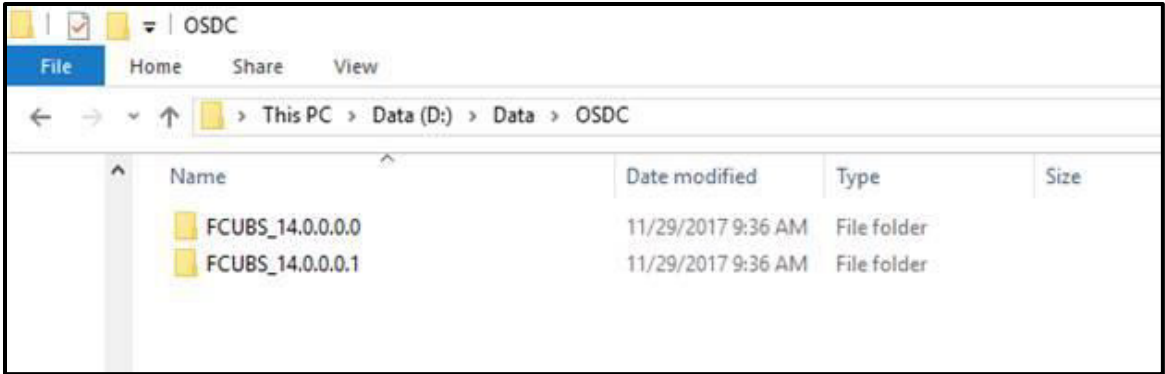 OSDC
File Home Share View
This PC > Data (D:) > Data > OSDC
Name Date modified Type Size
FCUBS_14.0.0.0.0 11/29/2017 9:36 AM File folder
FCUBS_14.0.0.0.1 11/29/2017 9:36 AM File folder